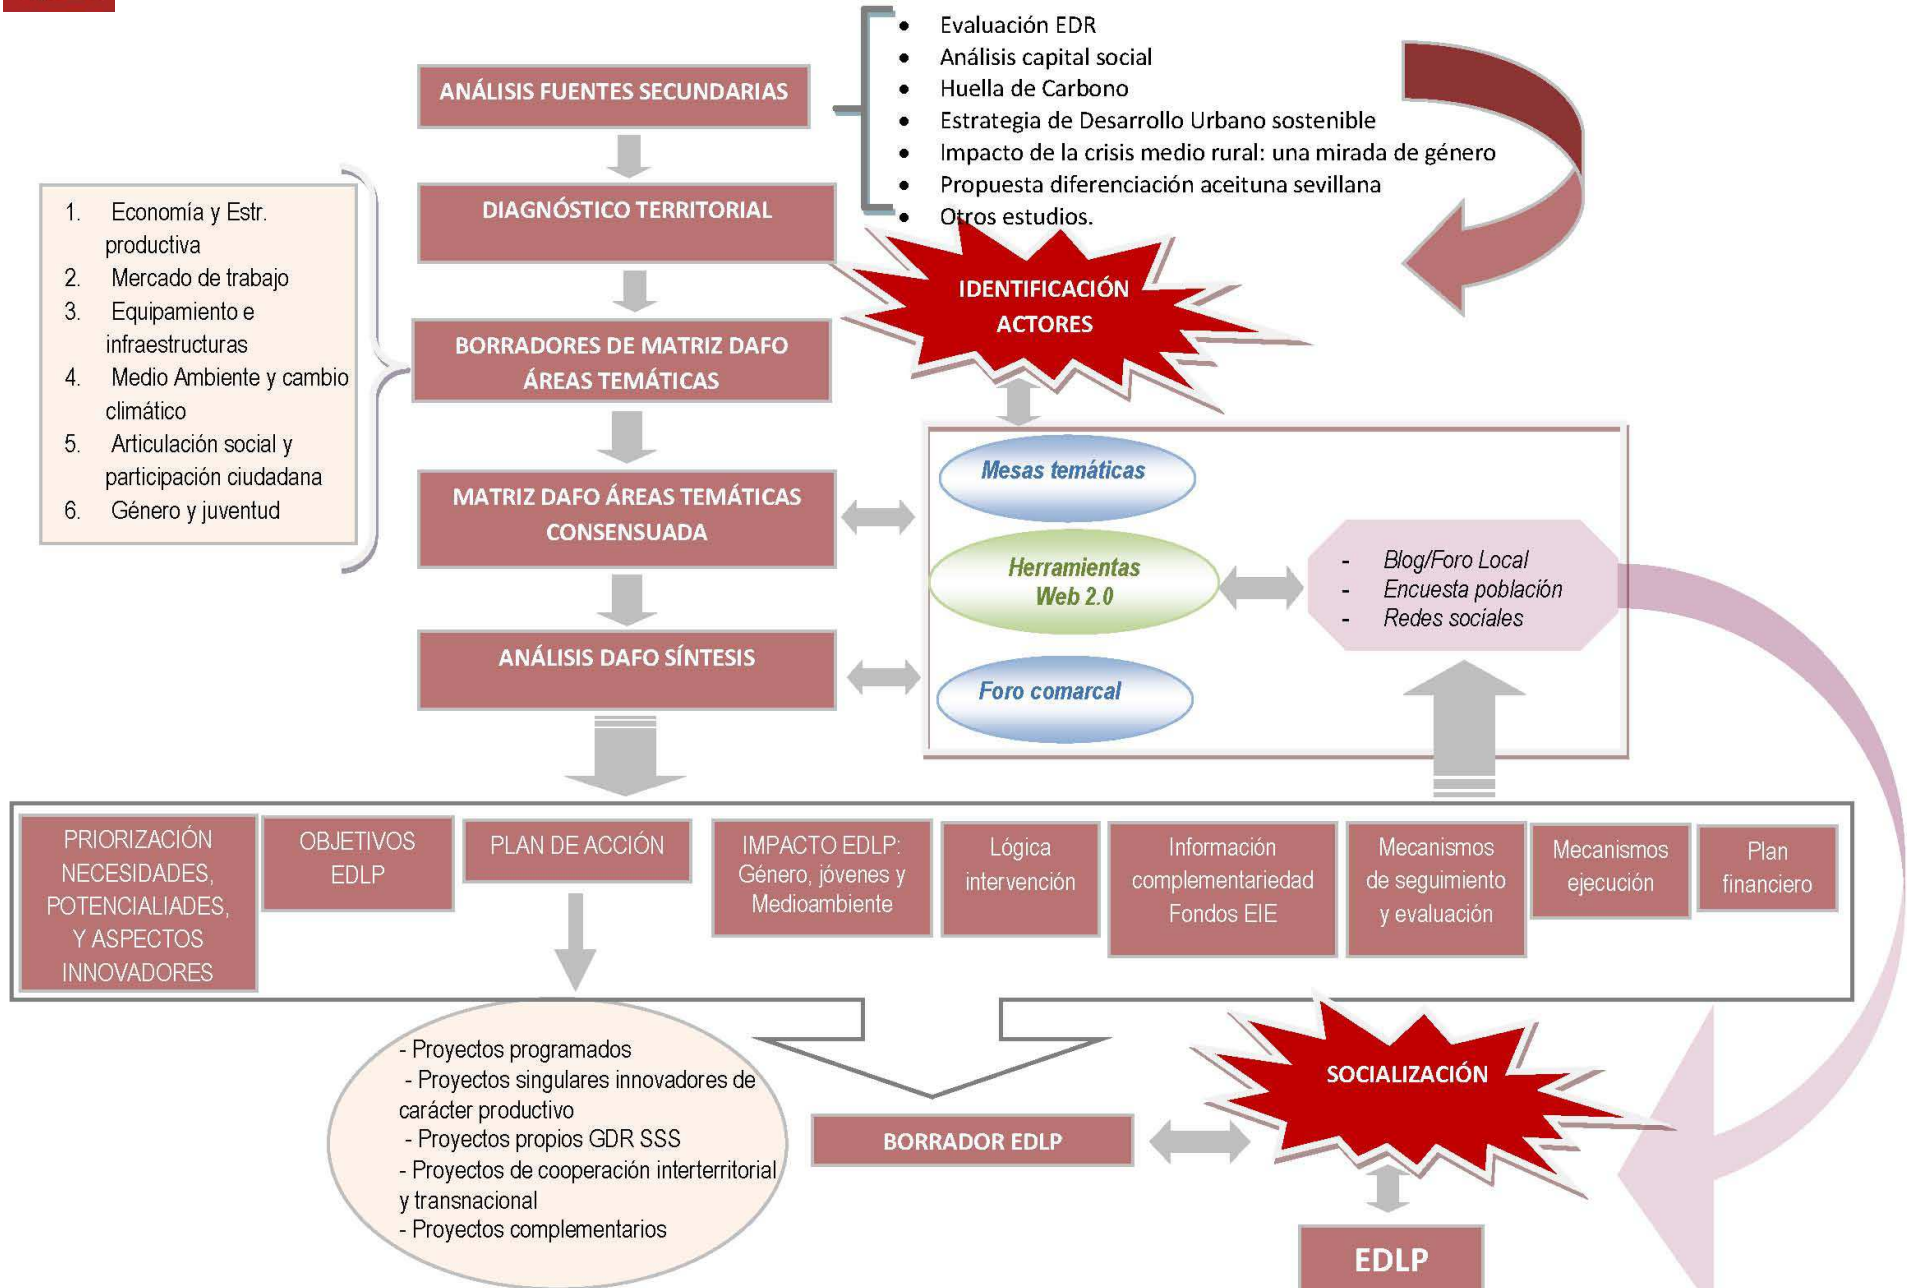 ANÁLISIS FUENTES SECUNDARIAS
• Evaluación EDR
• Análisis capital social
• Huella de Carbono
• Estrategia de Desarrollo Urbano sostenible
• Impacto de la crisis medio rural: una mirada de género
• Propuesta diferenciación aceituna sevillana
• Otros estudios.
DIAGNÓSTICO TERRITORIAL
1. Economía y Estr.
productiva
2. Mercado de trabajo
3. Equipamiento e
infraestructuras
4. Medio Ambiente y cambio
climático
5. Articulación social y
participación ciudadana
6. Género y juventud
IDENTIFICACIÓN
ACTORES
BORRADORES DE MATRIZ DAFO
ÁREAS TEMÁTICAS
MATRIZ DAFO ÁREAS TEMÁTICAS
CONSENSUADA
Mesas temáticas
Herramientas
Web 2.0
- Blog/Foro Local
- Encuesta población
- Redes sociales
ANÁLISIS DAFO SÍNTESIS
Foro comarcal
PRIORIZACIÓN
NECESIDADES,
POTENCIALIADES,
Y ASPECTOS
INNOVADORES
OBJETIVOS
EDLP
PLAN DE ACCIÓN
IMPACTO EDLP:
Género, jóvenes y
Medioambiente
Lógica
intervención
Información
complementariedad
Fondos EIE
Mecanismos
de seguimiento
y evaluación
Mecanismos
ejecución
Plan
financiero
- Proyectos programados
- Proyectos singulares innovadores de
carácter productivo
- Proyectos propios GDR SSS
- Proyectos de cooperación interterritorial
y transnacional
- Proyectos complementarios
BORRADOR EDLP
SOCIALIZACIÓN
EDLP